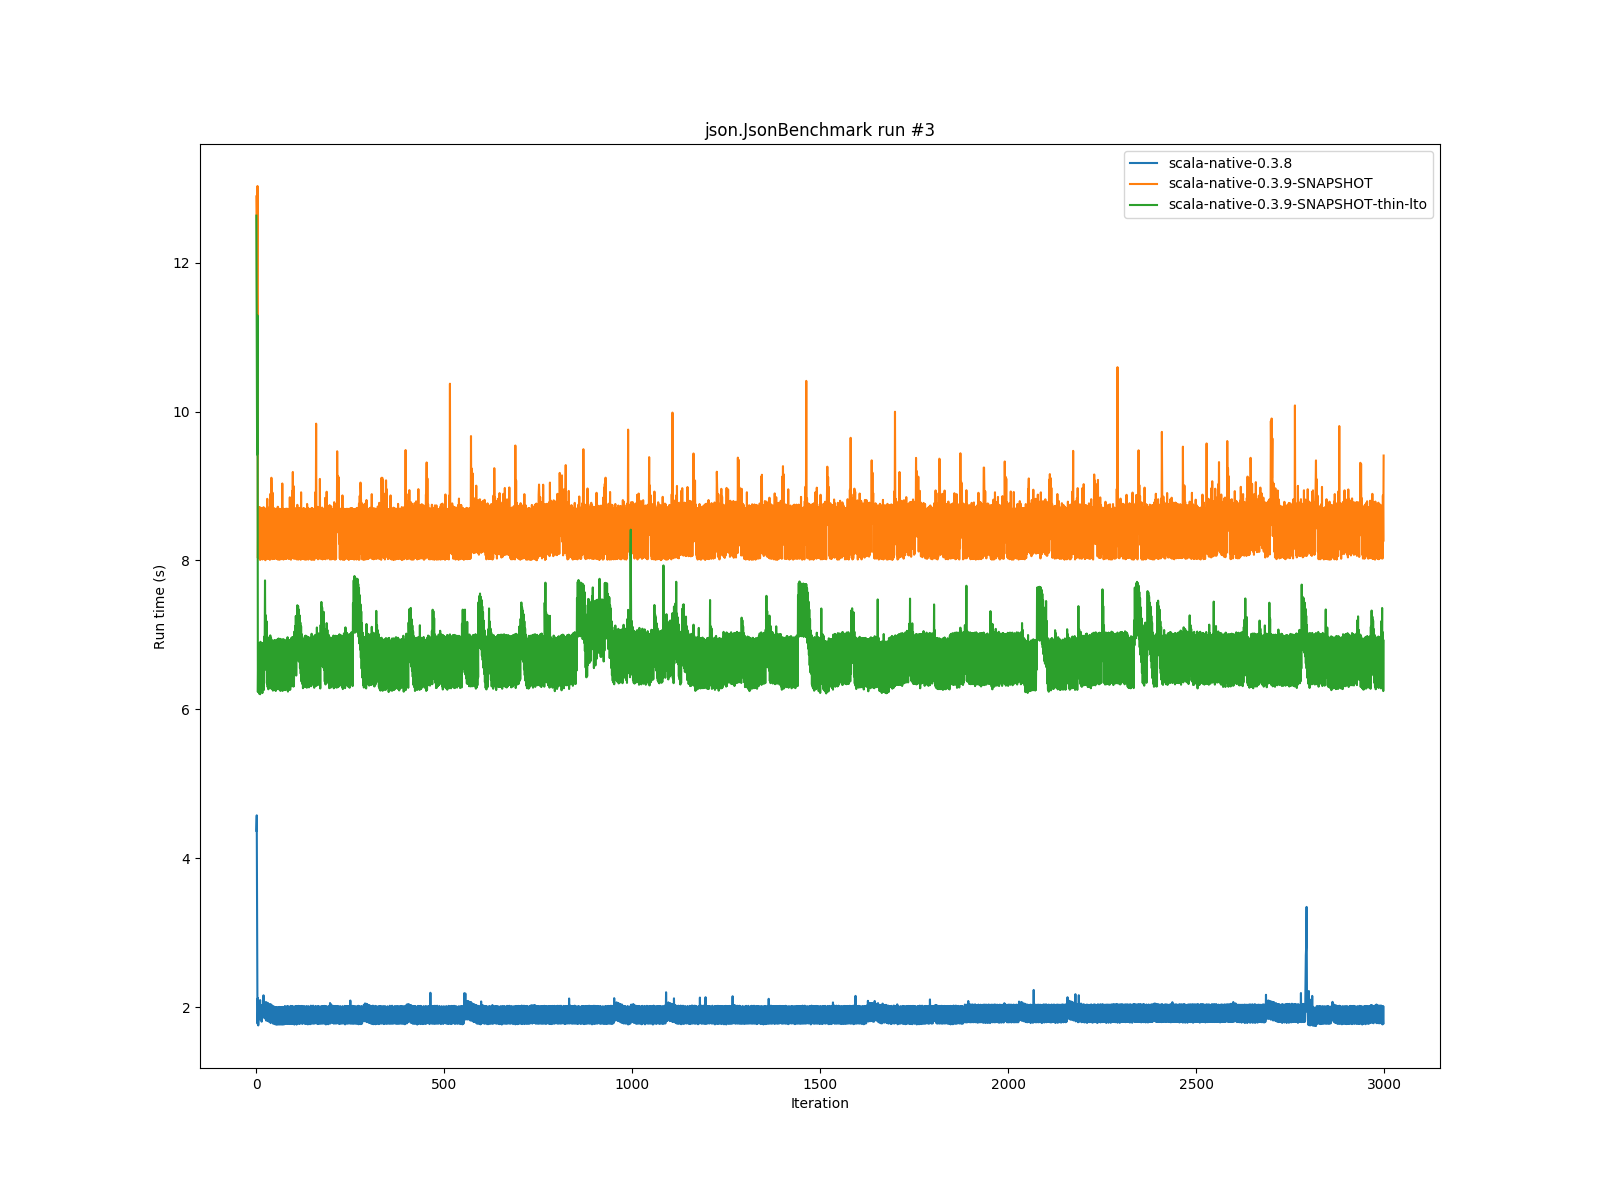 json.JsonBenchmark run #3
scala-native-0.3.8
scala-native-0.3.9-SNAPSHOT
scala-native-0.3.9-SNAPSHOT-thin-lto
Run time (s)
12
10
8
6
4
2
0
500
1000
1500
2000
2500
3000
Iteration